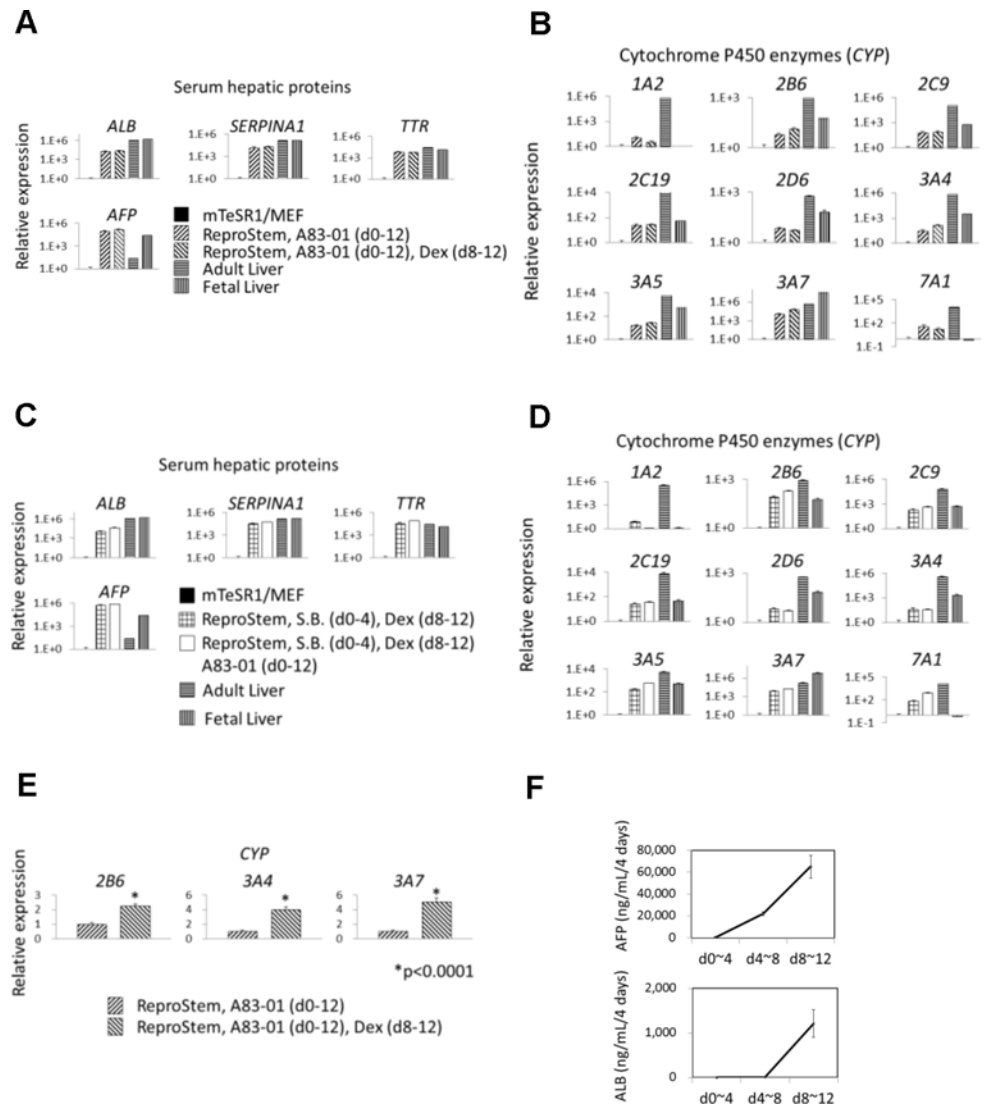 A
Serum hepatic proteins
Relative expression
ALB
1.E+6
1.E+3
1.E+0
SERPINA1
1.E+6
1.E+3
1.E+0
TTR
1.E+6
1.E+3
1.E+0
Relative expression
AFP
1.E+6
1.E+3
1.E+0
mTeSR1/MEF
ReproStem, A83-01 (d0-12)
ReproStem, A83-01 (d0-12), Dex (d8-12)
Adult Liver
Fetal Liver
B
Cytochrome P450 enzymes (CYP)
Relative expression
1A2
1.E+6
1.E+3
1.E+0
2B6
1.E+3
1.E+0
2C9
1.E+6
1.E+3
1.E+0
2C19
1.E+4
1.E+2
1.E+0
2D6
1.E+3
1.E+0
3A4
1.E+6
1.E+3
1.E+0
3A5
1.E+4
1.E+2
1.E+0
3A7
1.E+6
1.E+3
1.E+0
7A1
1.E+5
1.E+2
1.E-1
C
Serum hepatic proteins
Relative expression
ALB
1.E+6
1.E+3
1.E+0
SERPINA1
1.E+6
1.E+3
1.E+0
TTR
1.E+6
1.E+3
1.E+0
Relative expression
AFP
1.E+6
1.E+3
1.E+0
mTeSR1/MEF
ReproStem, S.B. (d0-4), Dex (d8-12)
ReproStem, S.B. (d0-4), Dex (d8-12)
A83-01 (d0-12)
Adult Liver
Fetal Liver
D
Cytochrome P450 enzymes (CYP)
Relative expression
1A2
1.E+6
1.E+3
1.E+0
2B6
1.E+3
1.E+0
2C9
1.E+6
1.E+3
1.E+0
2C19
1.E+4
1.E+2
1.E+0
2D6
1.E+3
1.E+0
3A4
1.E+6
1.E+3
1.E+0
3A5
1.E+4
1.E+2
1.E+0
3A7
1.E+6
1.E+3
1.E+0
7A1
1.E+5
1.E+2
1.E-1
E
CYP
Relative expression
2B6
3
2
1
0
*
3A4
6
4
2
0
*
3A7
6
4
2
0
*
*p<0.0001
ReproStem, A83-01 (d0-12)
ReproStem, A83-01 (d0-12), Dex (d8-12)
F
AFP (ng/mL/4 days)
80,000
60,000
40,000
20,000
0
d0~4 d4~8 d8~12
ALB (ng/mL/4 days)
2,000
1,000
0
d0~4 d4~8 d8~12